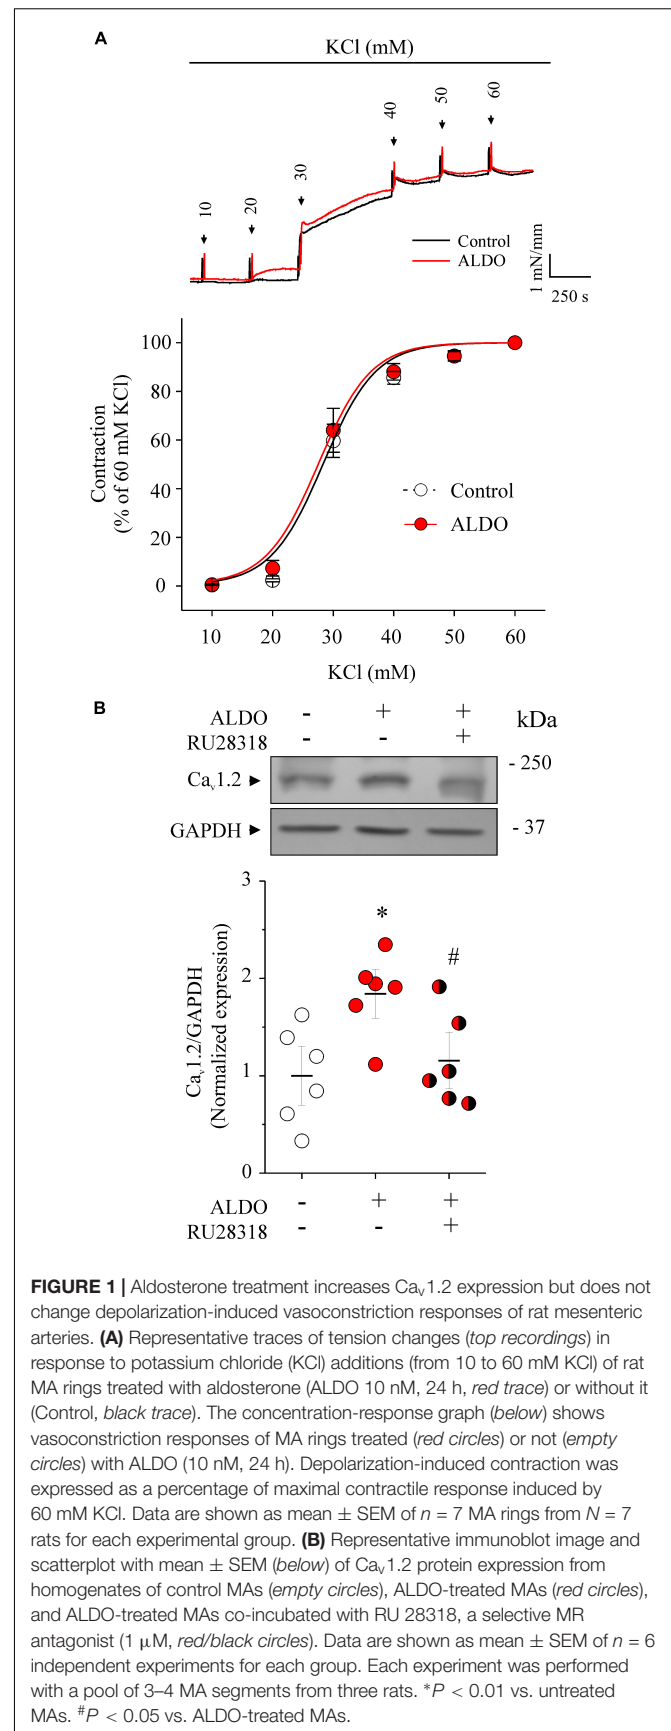 A
KCl (mM)
10
20
30
40
50
60
Control
ALDO
1 mN/mm
250 s
100
80
60
40
20
0
Contraction
(% of 60 mM KCl)
Control
ALDO
10 20 30 40 50 60
KCl (mM)
B
ALDO - + + kDa
RU28318 - - +
- 250
Cav1.2
GAPDH - 37
3
2
1
0
Cav1.2/GAPDH
(Normalized expression)
*
#
ALDO - + +
RU28318 - - +
FIGURE 1 | Aldosterone treatment increases Cav1.2 expression but does not
change depolarization-induced vasoconstriction responses of rat mesenteric
arteries. (A) Representative traces of tension changes (top recordings) in
response to potassium chloride (KCl) additions (from 10 to 60 mM KCl) of rat
MA rings treated with aldosterone (ALDO 10 nM, 24 h, red trace) or without it
(Control, black trace). The concentration-response graph (below) shows
vasoconstriction responses of MA rings treated (red circles) or not (empty
circles) with ALDO (10 nM, 24 h). Depolarization-induced contraction was
expressed as a percentage of maximal contractile response induced by
60 mM KCl. Data are shown as mean ± SEM of n = 7 MA rings from N = 7
rats for each experimental group. (B) Representative immunoblot image and
scatterplot with mean ± SEM (below) of Cav1.2 protein expression from
homogenates of control MAs (empty circles), ALDO-treated MAs (red circles),
and ALDO-treated MAs co-incubated with RU 28318, a selective MR
antagonist (1 μM, red/black circles). Data are shown as mean ± SEM of n = 6
independent experiments for each group. Each experiment was performed
with a pool of 3–4 MA segments from three rats. *P < 0.01 vs. untreated
MAs. #P < 0.05 vs. ALDO-treated MAs.